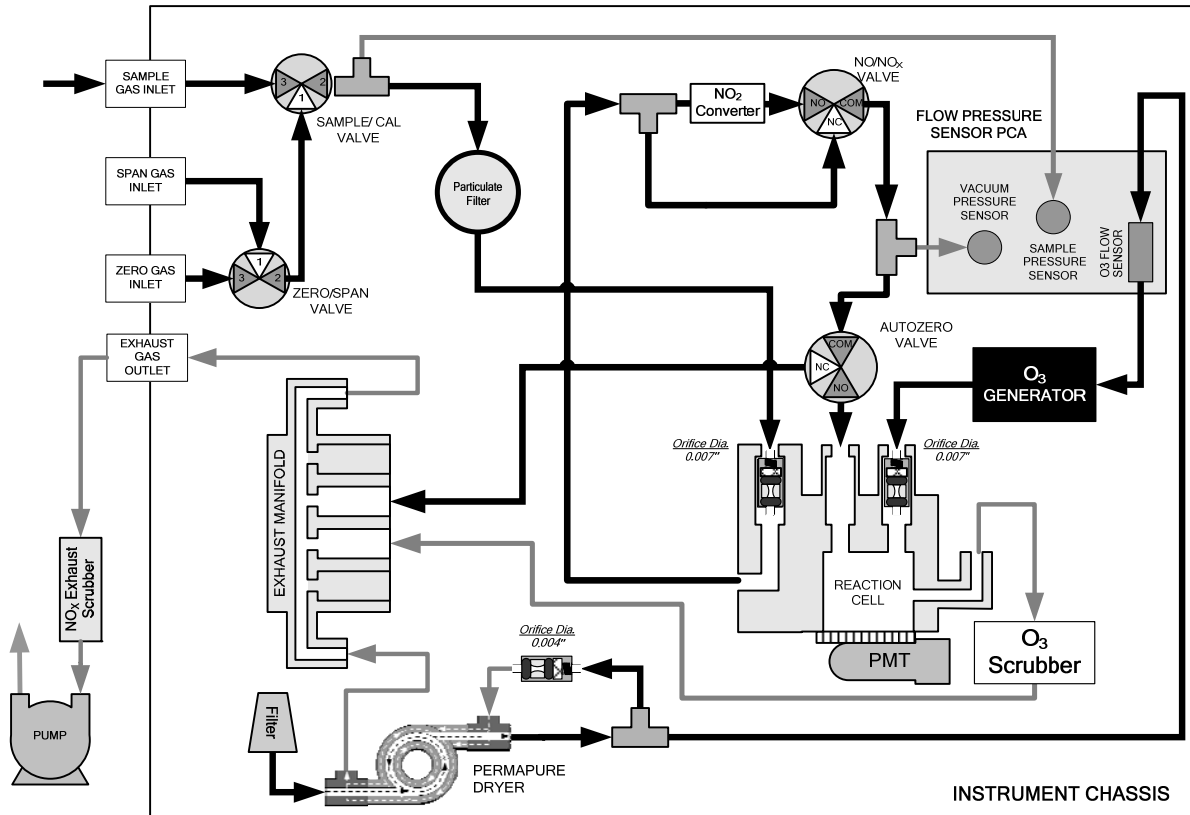 SAMPLE
GAS INLET
3
2
1
SAMPLE/ CAL
VALVE
SPAN GAS
INLET
ZERO GAS
INLET
1
3
2
ZERO/SPAN
VALVE
EXHAUST
GAS
OUTLET
Particulate
Filter
NO2
Converter
NO/NOX
VALVE
NO
COM
NC
FLOW PRESSURE
SENSOR PCA
VACUUM
PRESSURE
SENSOR
SAMPLE
PRESSURE
SENSOR
O3 FLOW
SENSOR
AUTOZERO
VALVE
COM
NC
NO
O3
GENERATOR
Orifice Dia.
0.007"
Orifice Dia.
0.007"
EXHAUST MANIFOLD
REACTION
CELL
PMT
O3
Scrubber
NOX Exhaust
Scrubber
PUMP
Orifice Dia.
0.004"
Filter
PERMAPURE
DRYER
INSTRUMENT CHASSIS